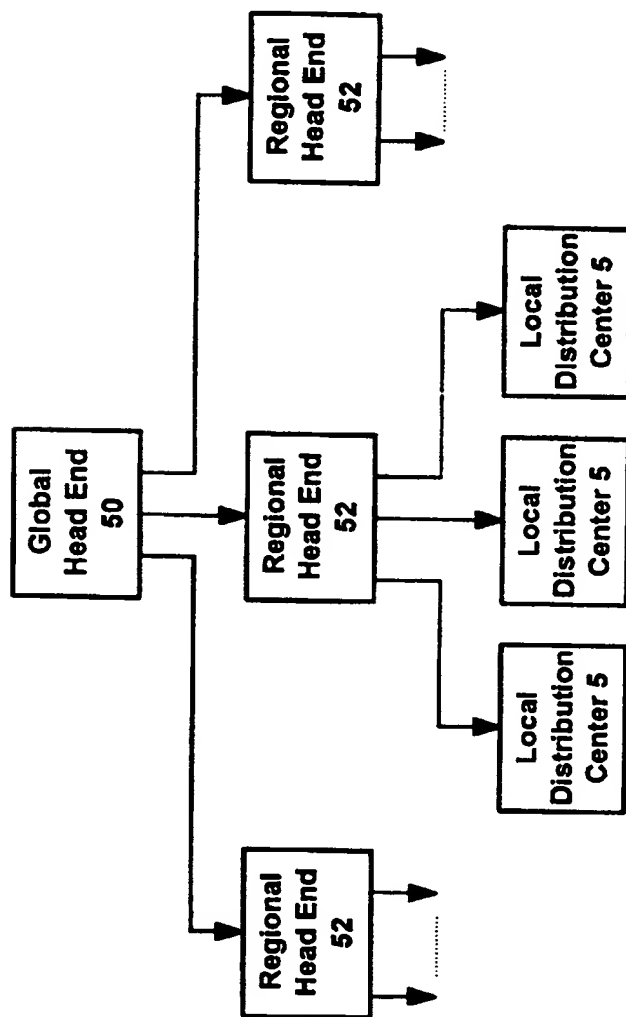 Global
Head End
50
Regional
Head End
52
Regional
Head End
52
Regional
Head End
52
Local
Distribution
Center 5
Local
Distribution
Center 5
Local
Distribution
Center 5